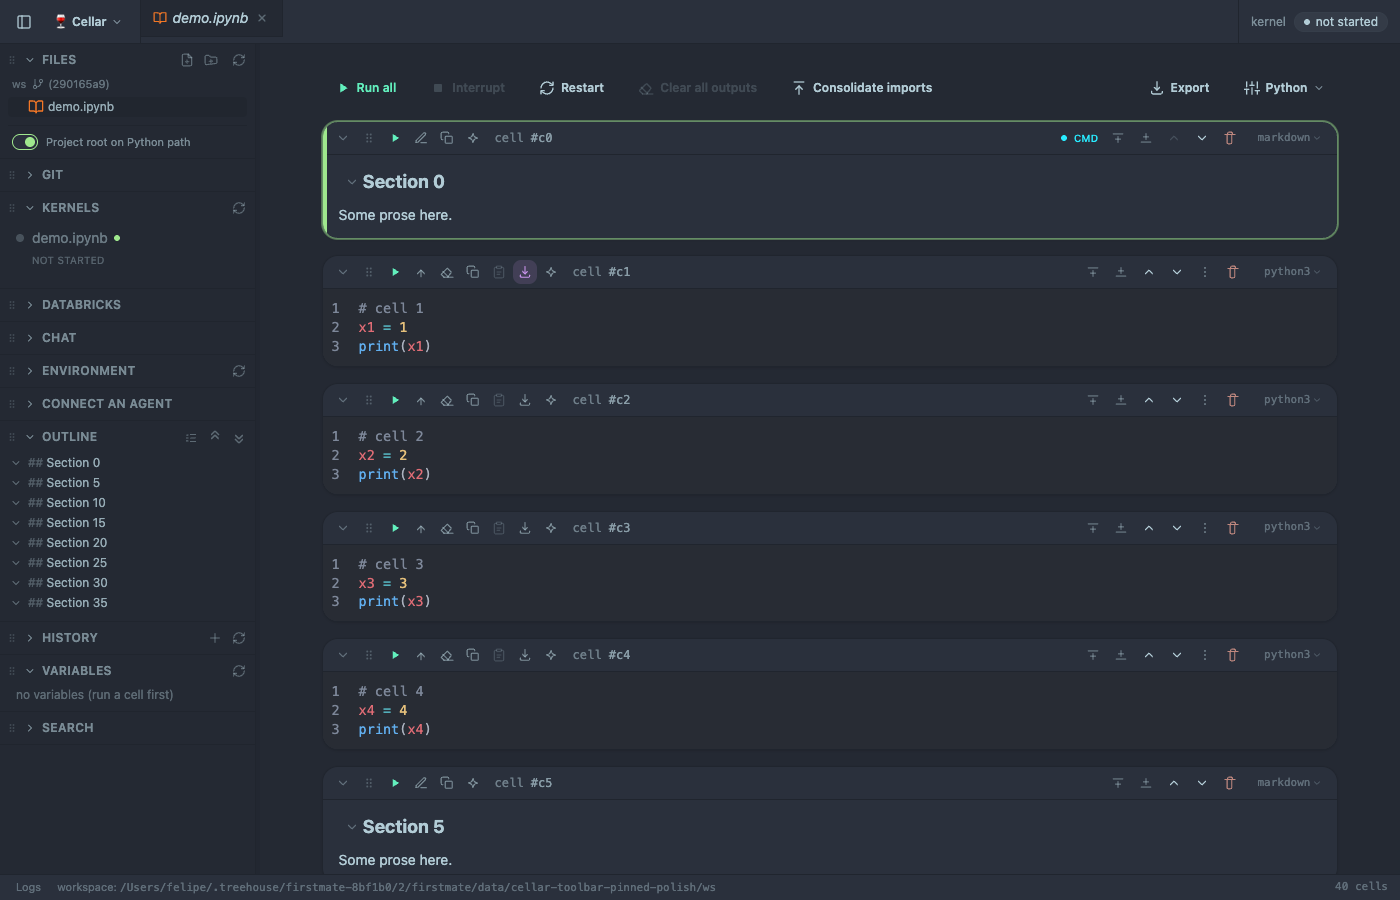 Cellar
demo.ipynb
kernel
not started
FILES
ws (290165a9)
demo.ipynb
Project root on Python path
GIT
KERNELS
demo.ipynb
NOT STARTED
DATABRICKS
CHAT
ENVIRONMENT
CONNECT AN AGENT
OUTLINE
## Section 0
## Section 5
## Section 10
## Section 15
## Section 20
## Section 25
## Section 30
## Section 35
HISTORY
VARIABLES
no variables (run a cell first)
SEARCH
Run all
Interrupt
Restart
Clear all outputs
Consolidate imports
Export
Python
cell #c0
CMD
markdown
Section 0
Some prose here.
cell #c1
python3
1 # cell 1
2 x1 = 1
3 print(x1)
cell #c2
python3
1 # cell 2
2 x2 = 2
3 print(x2)
cell #c3
python3
1 # cell 3
2 x3 = 3
3 print(x3)
cell #c4
python3
1 # cell 4
2 x4 = 4
3 print(x4)
cell #c5
markdown
Section 5
Some prose here.
Logs
workspace: /Users/felipe/.treehouse/firstmate-8bf1b0/2/firstmate/data/cellar-toolbar-pinned-polish/ws
40 cells